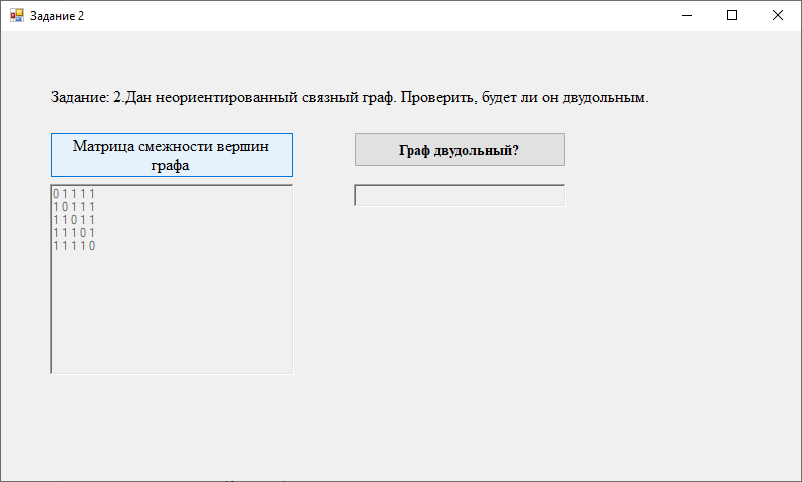 Задание 2
Задание: 2.Дан неориентированный связный граф. Проверить, будет ли он двудольным.
Матрица смежности вершин
графа
Граф двудольный?
0 1 1 1 1
1 0 1 1 1
1 1 0 1 1
1 1 1 0 1
1 1 1 1 0